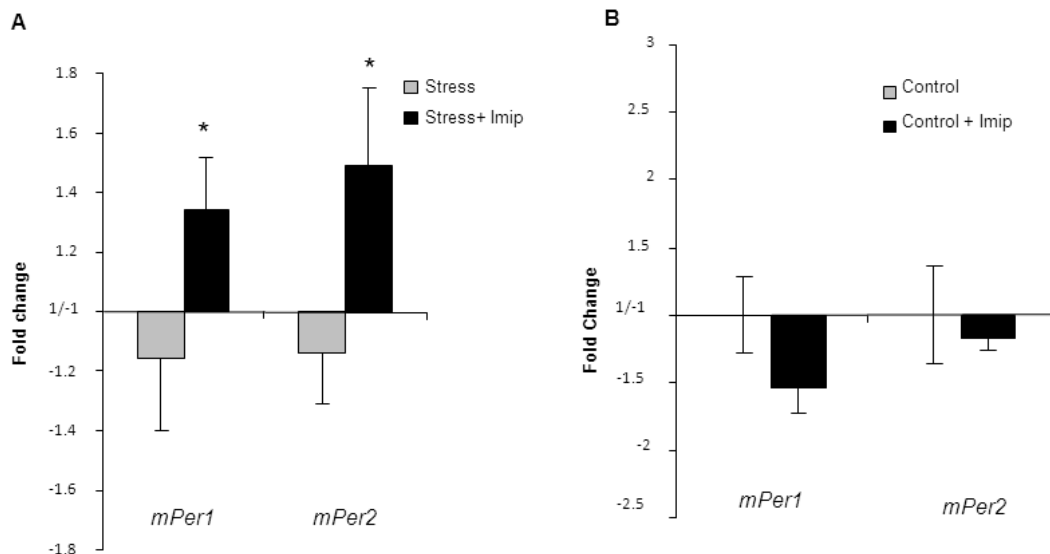 A
Fold change
1.8
1.6
1.4
1.2
1/-1
-1.2
-1.4
-1.6
-1.8
*
*
Stress
Stress+ Imip
mPer1
mPer2
B
Fold Change
3
2.5
2
1.5
1/-1
-1.5
-2
-2.5
Control
Control + Imip
mPer1
mPer2